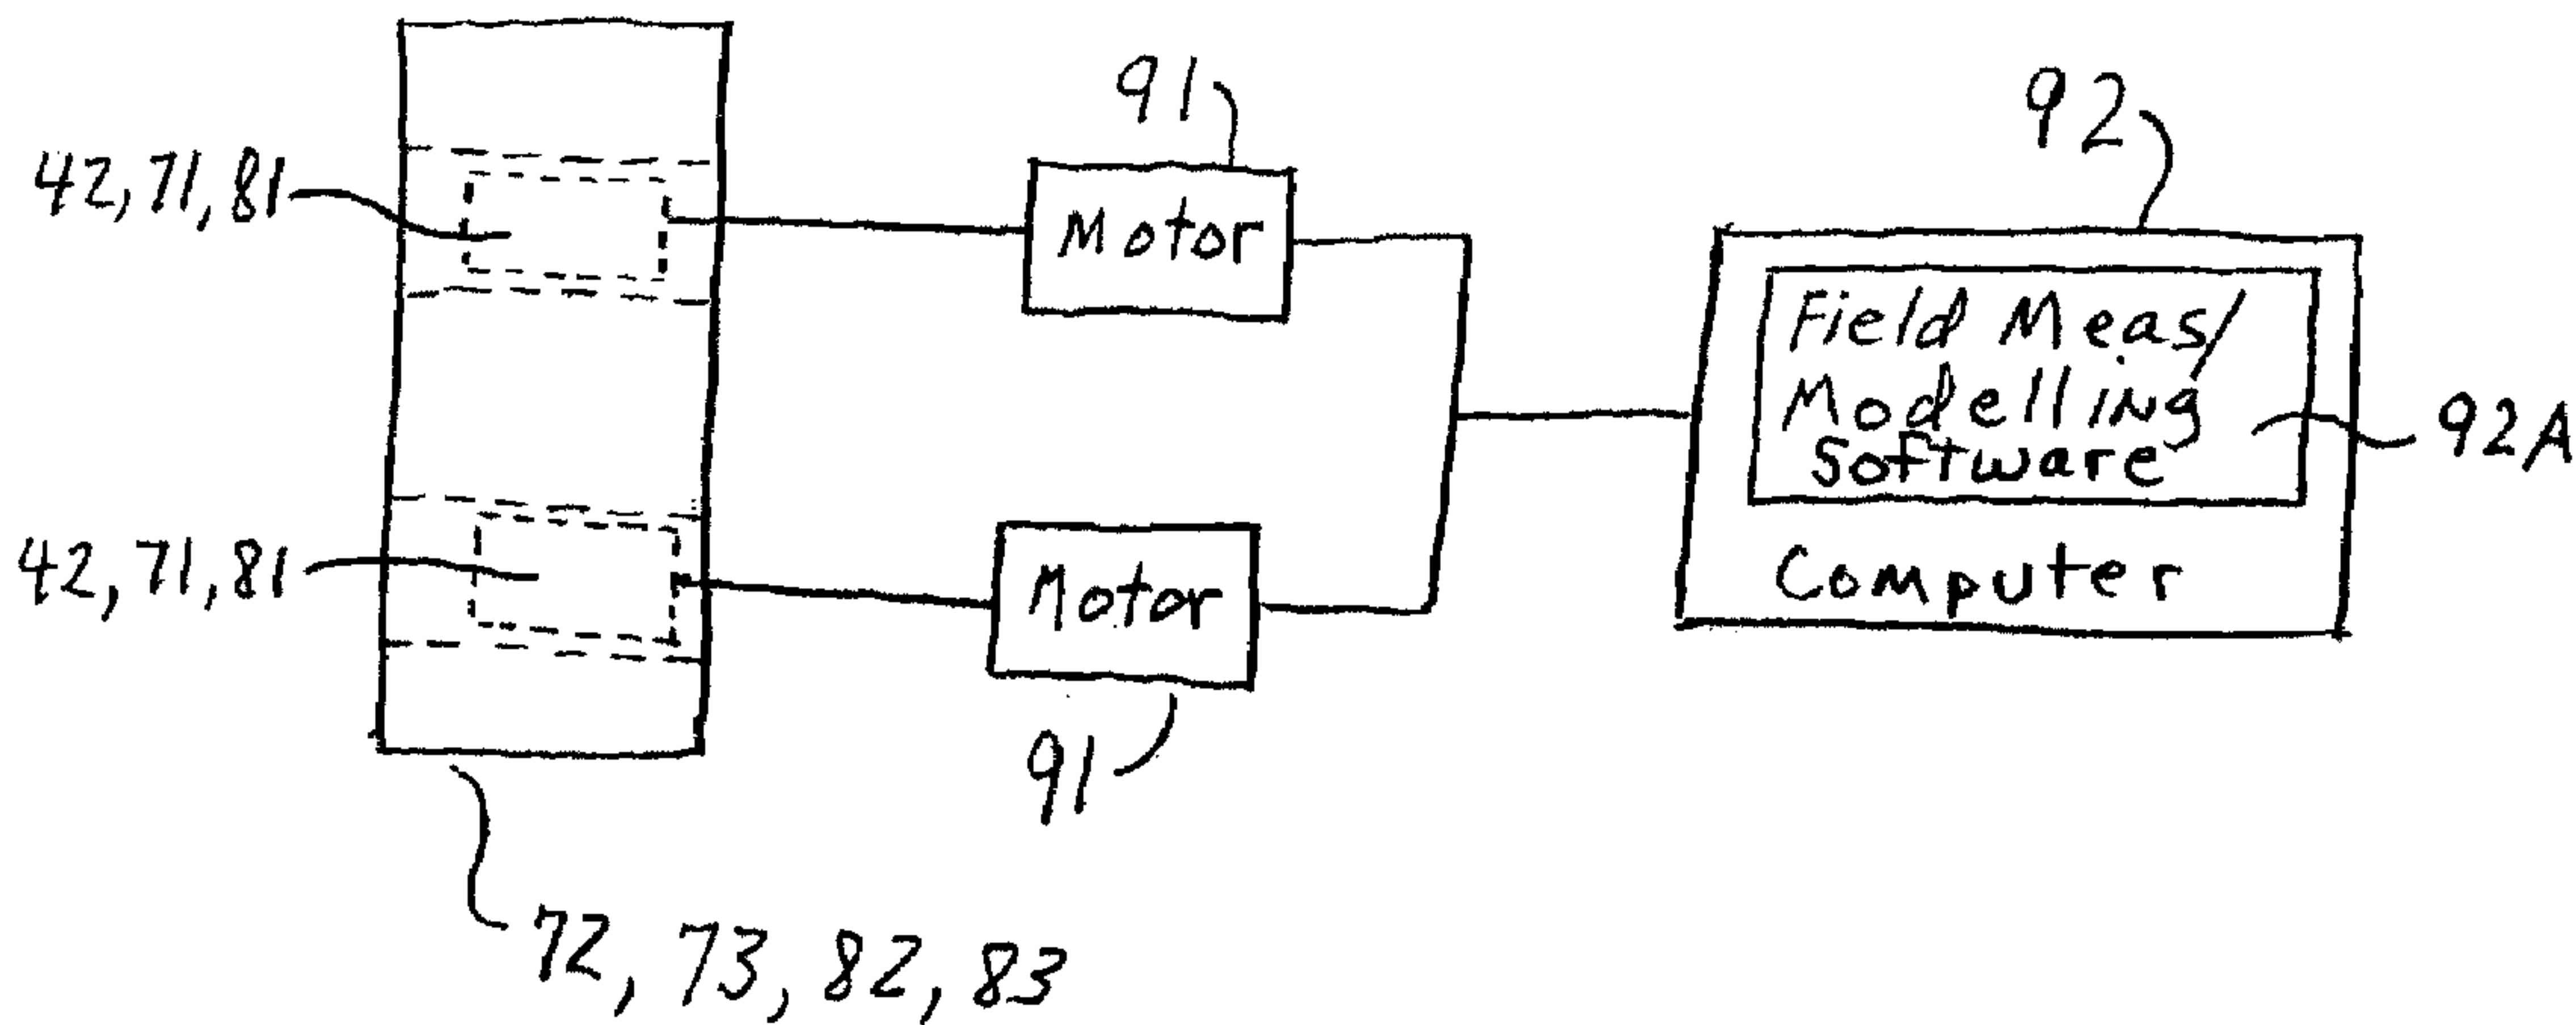 91
92
42, 71, 81
Motor
Field Meas/
Modelling
Software
92A
42, 71, 81
Motor
Computer
91
72, 73, 82, 83